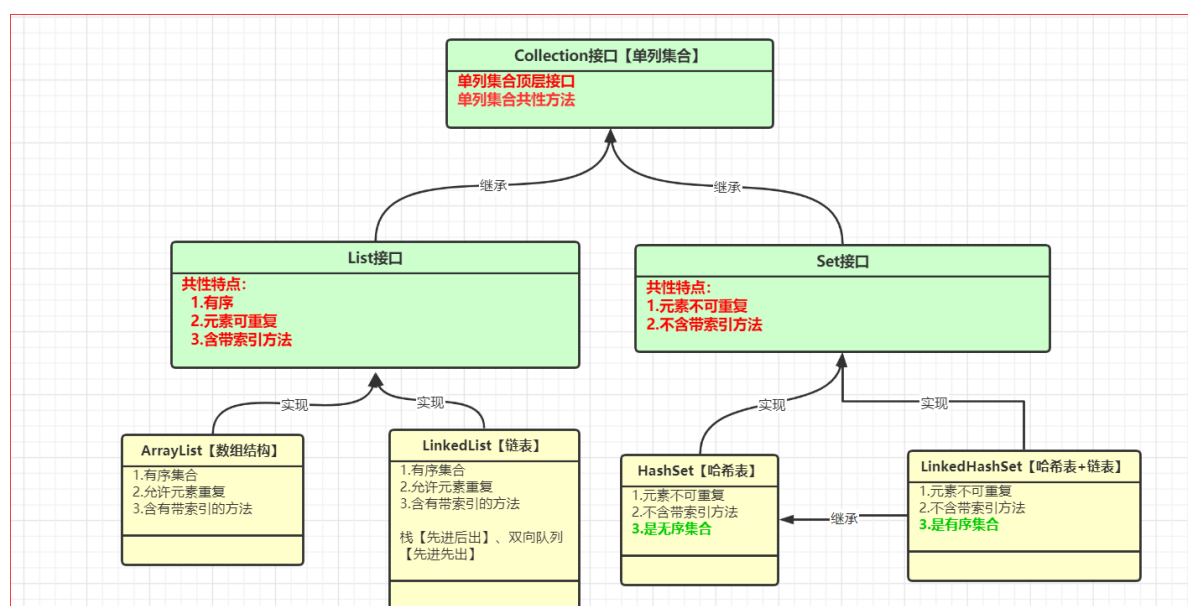 Collection接口【单列集合】
单列集合顶层接口
单列集合共性方法
继承
继承
List接口
共性特点：
1.有序
2.元素可重复
3.含带索引方法
Set接口
共性特点：
1.元素不可重复
2.不含带索引方法
实现
实现
实现
实现
ArrayList【数组结构】
1.有序集合
2.允许元素重复
3.含有带索引的方法
LinkedList【链表】
1.有序集合
2.允许元素重复
3.含有带索引的方法
栈【先进后出】、双向队列
【先进先出】
HashSet【哈希表】
1.元素不可重复
2.不含带索引方法
3.是无序集合
继承
LinkedHashSet【哈希表+链表】
1.元素不可重复
2.不含带索引方法
3.是有序集合